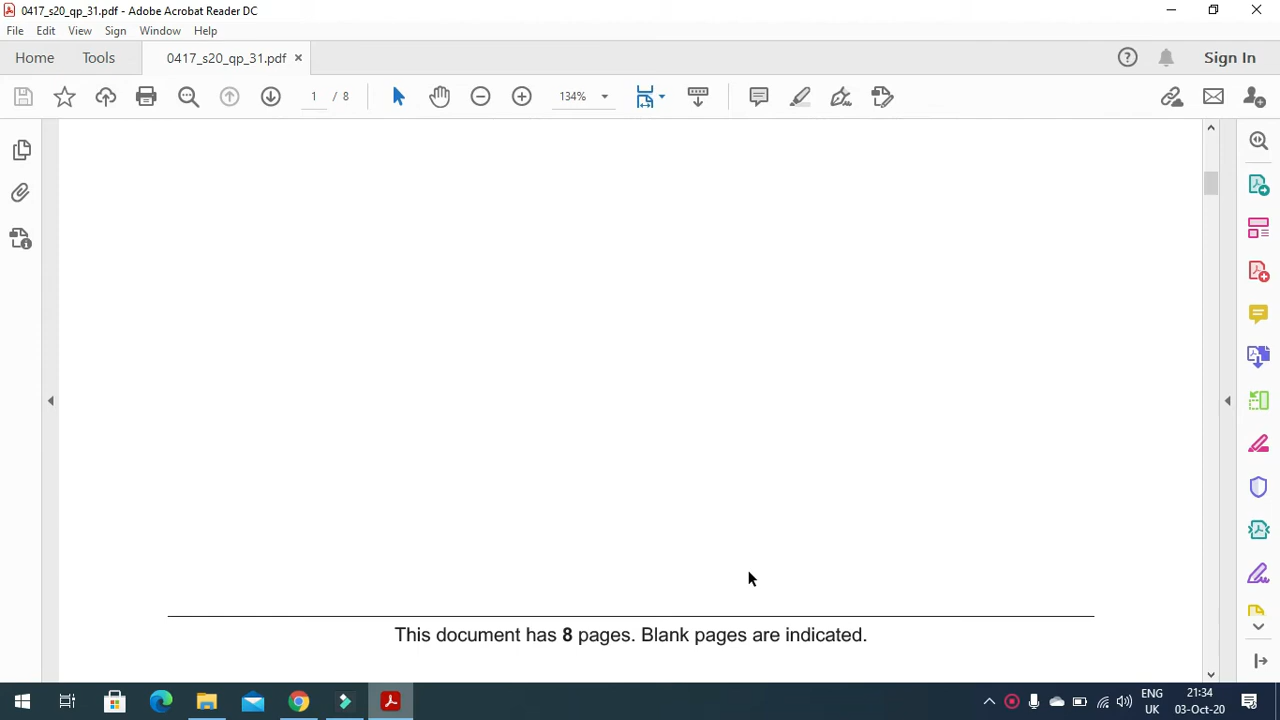 0417_s20_qp_31.pdf - Adobe Acrobat Reader DC
File Edit View Sign Window Help
Home Tools 0417_s20_qp_31.pdf × Sign In
1 / 8 134%
This document has 8 pages. Blank pages are indicated.
ENG 21:34
UK 03-Oct-20